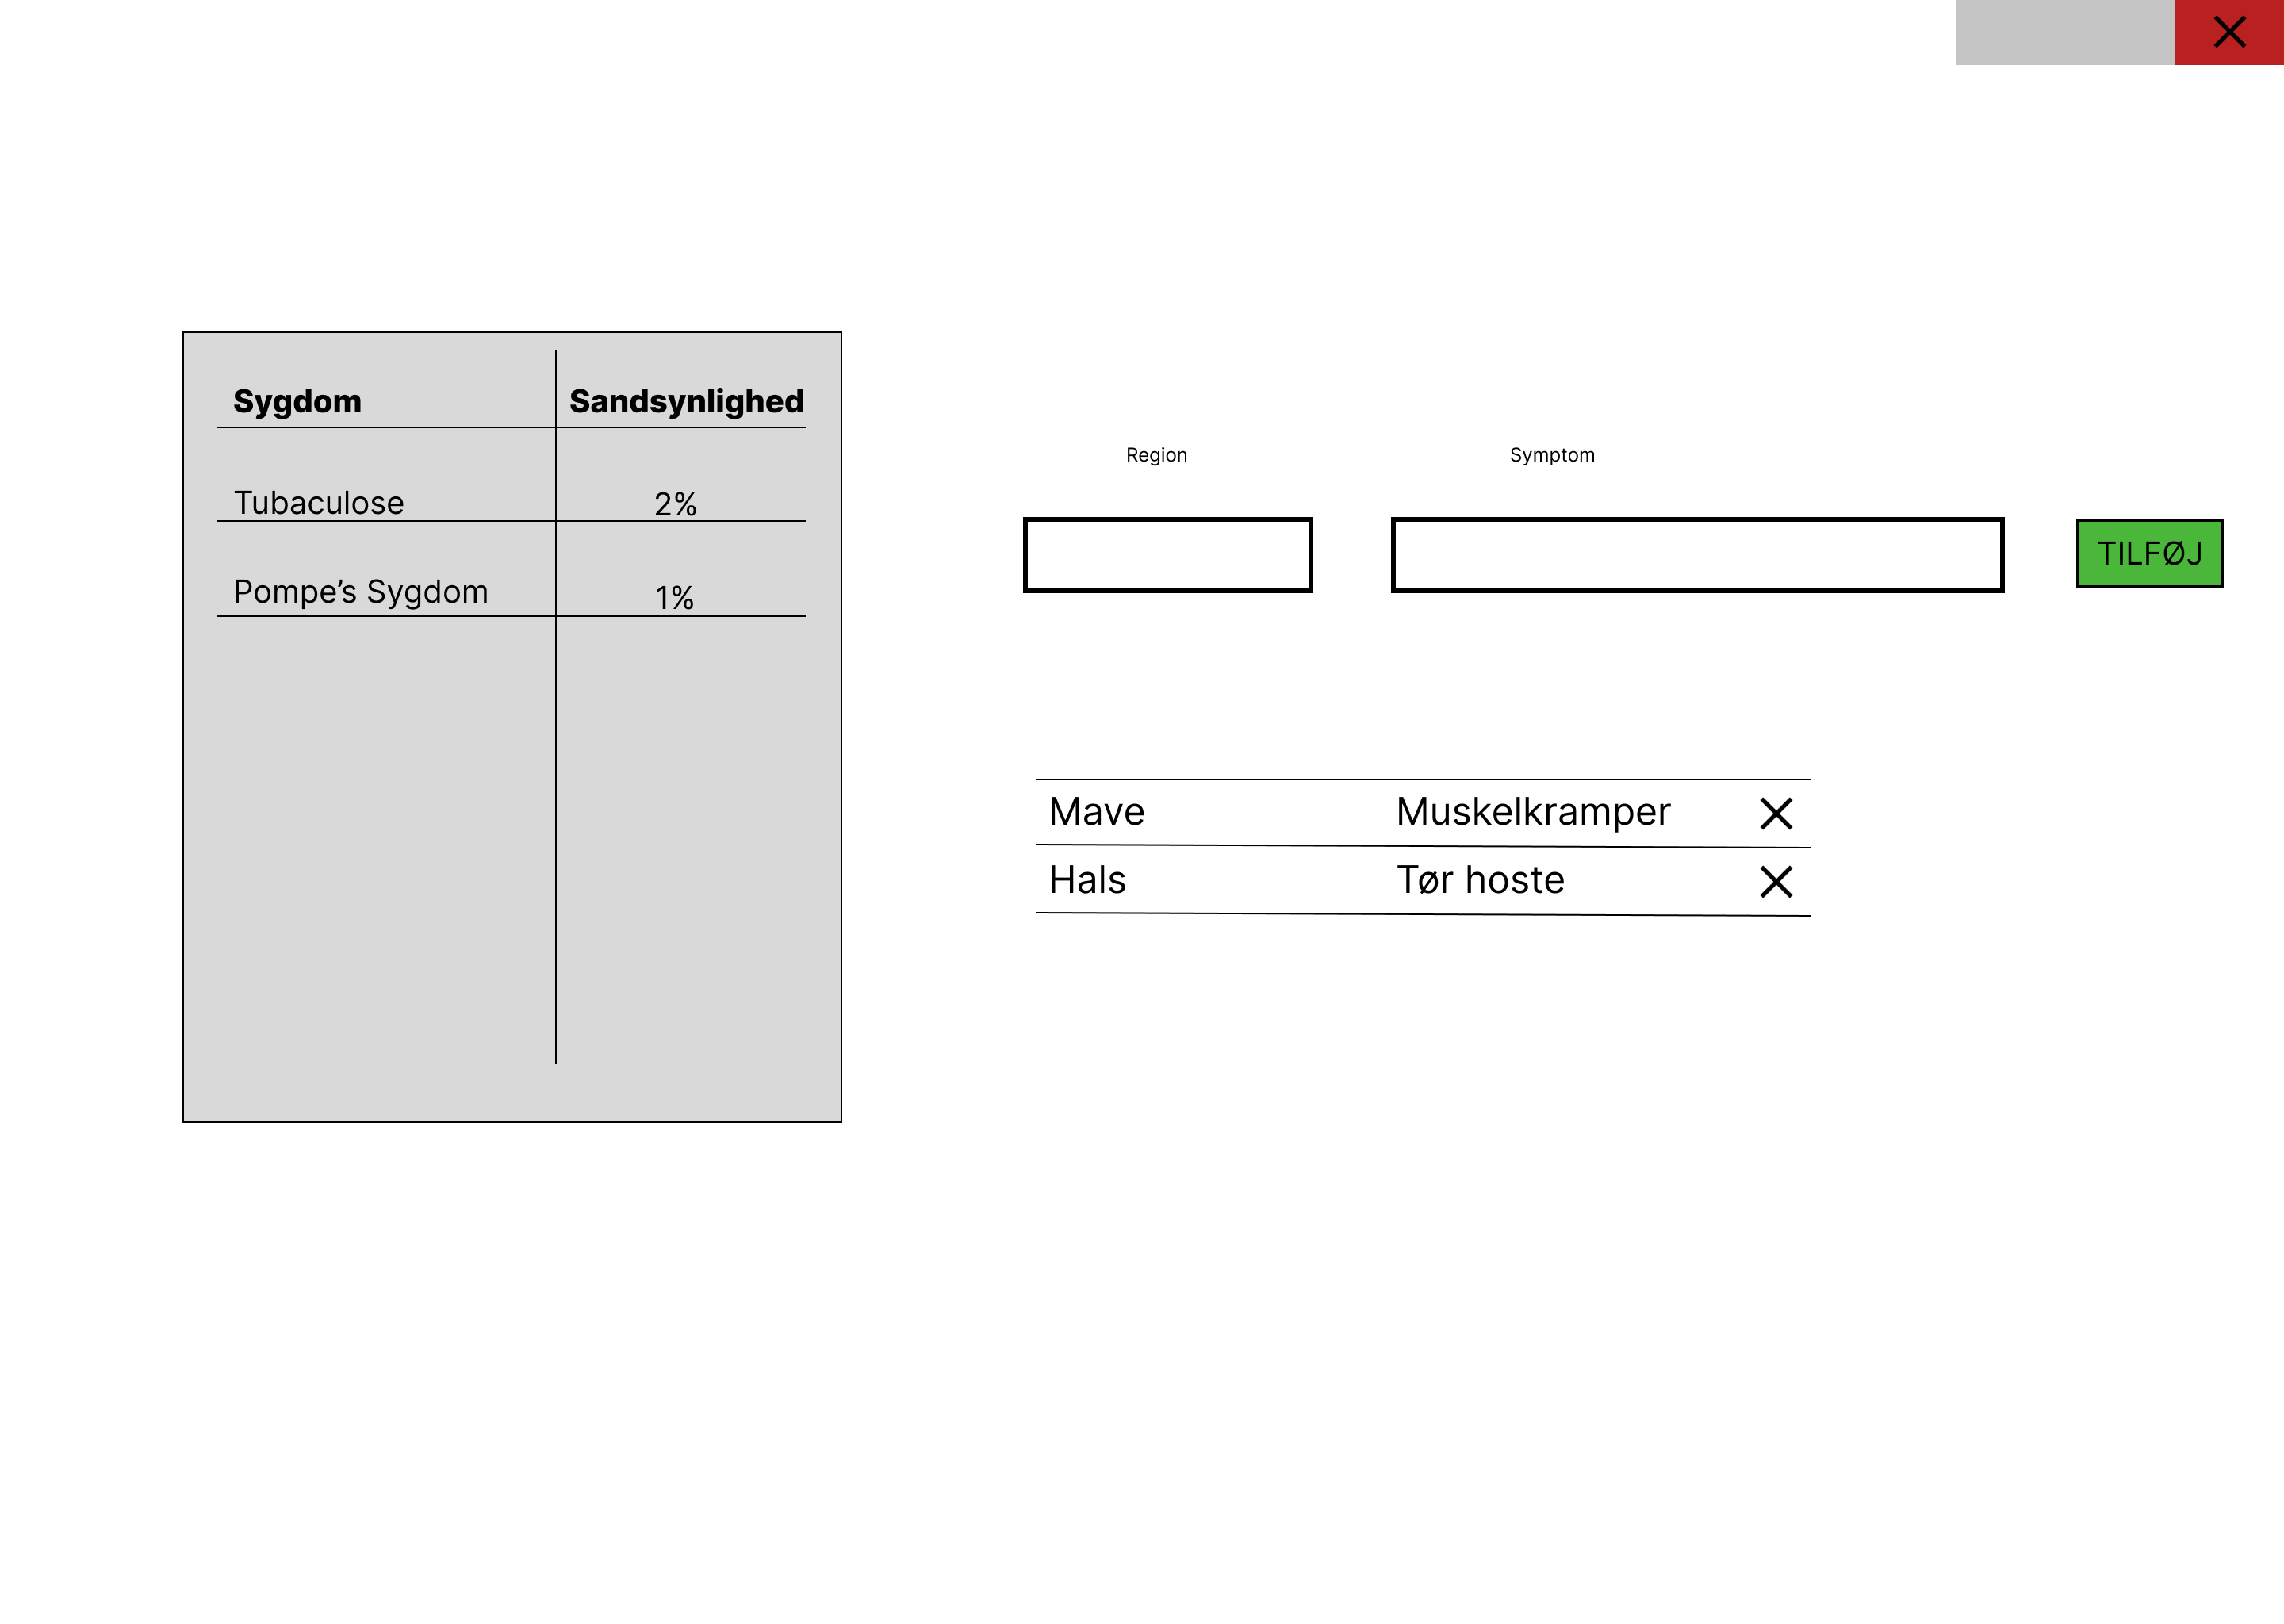 Sygdom Sandsynlighed
Tubaculose 2%
Pompe’s Sygdom 1%
Region Symptom
TILFØJ
Mave Muskelkramper
Hals Tør hoste